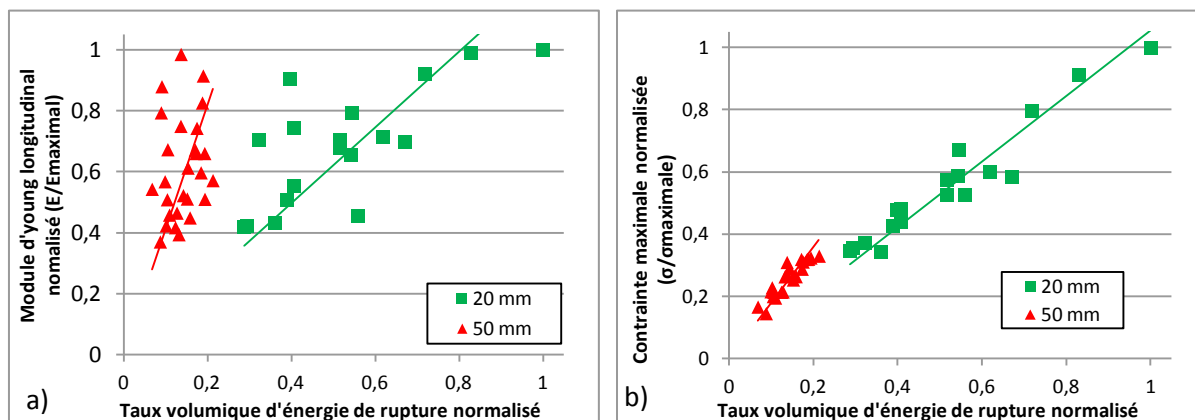 Module d'young longitudinal
nomalisé (E/Emaximal)
1
0,8
0,6
0,4
0,2
0
0
0,2
0,4
0,6
0,8
1
20 mm
50 mm
a)
Taux volumique d'énergie de rupture normalisé
Contrainte maximale normalisée
(σ/σmaximale)
1
0,8
0,6
0,4
0,2
0
0
0,2
0,4
0,6
0,8
1
20 mm
50 mm
b)
Taux volumique d'énergie de rupture normalisé